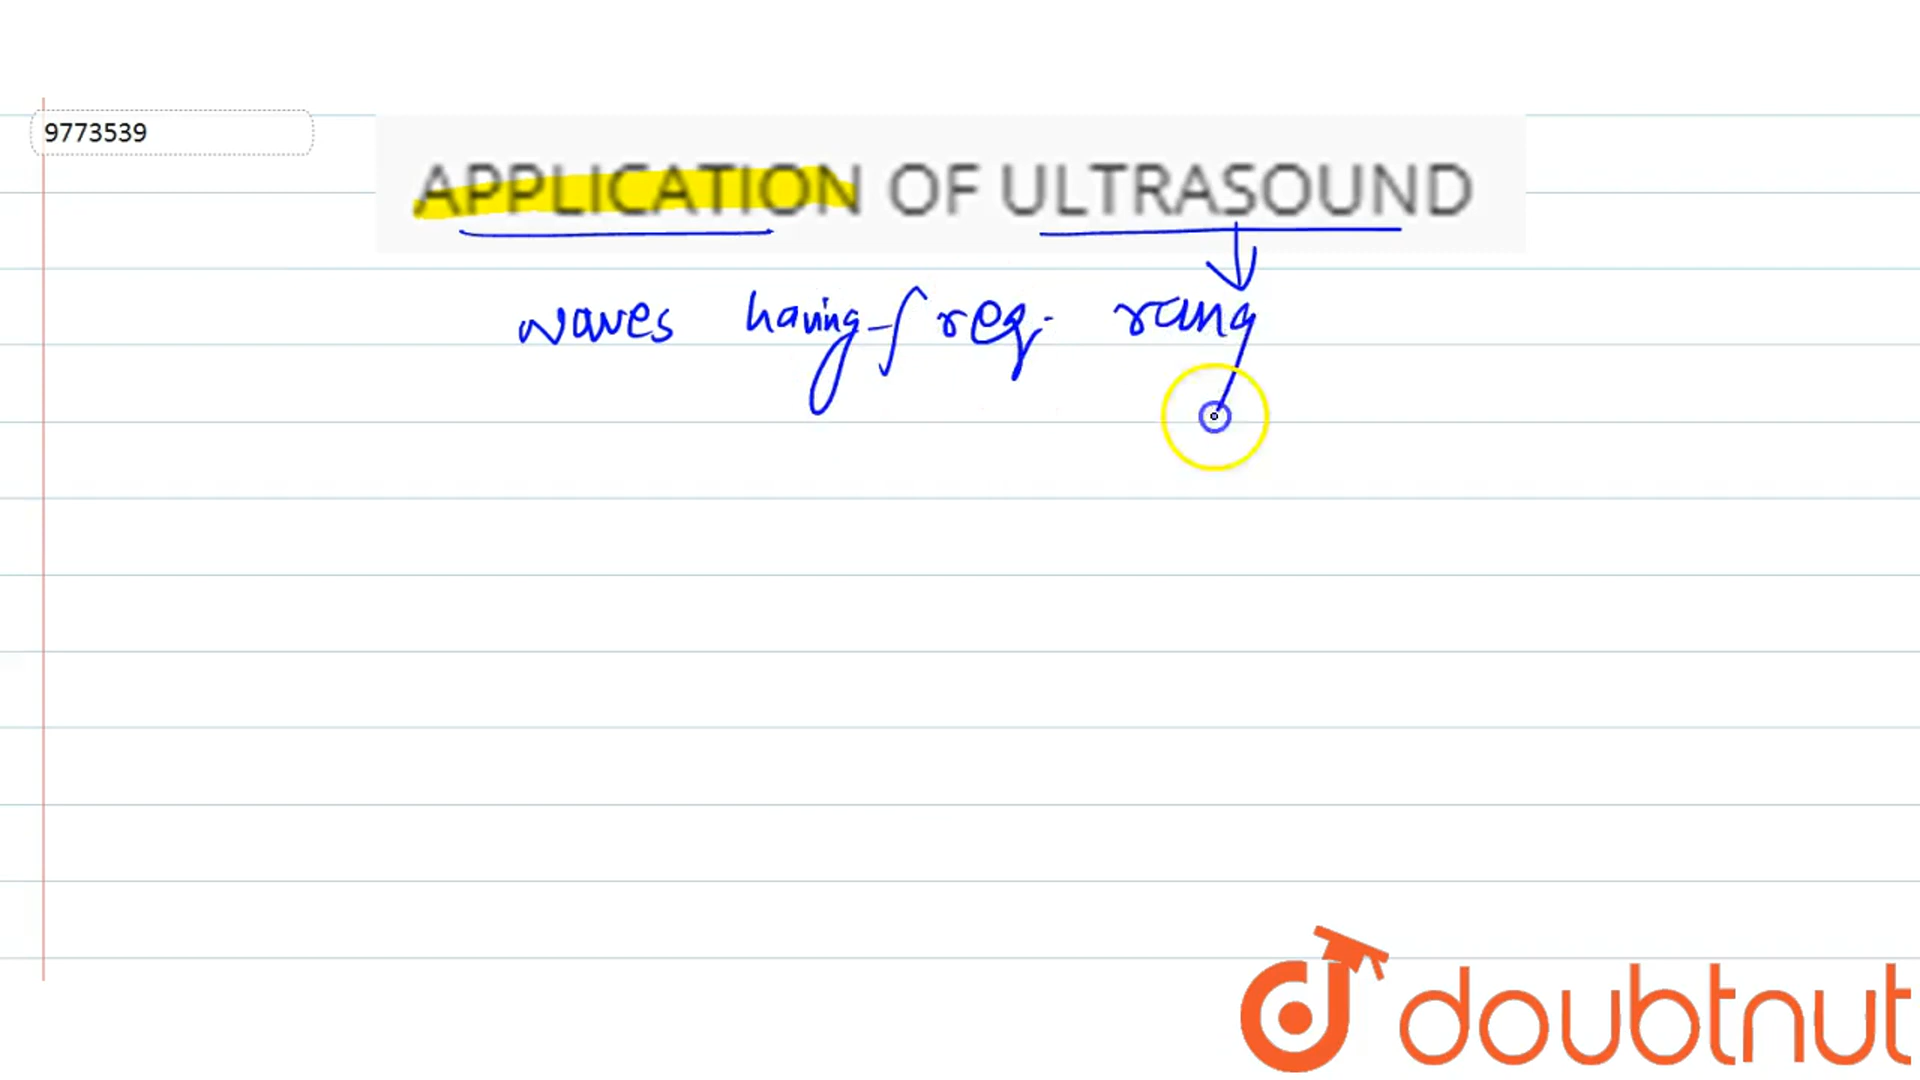 9773539
APPLICATION OF ULTRASOUND
waves having freq. rang
doubtnut